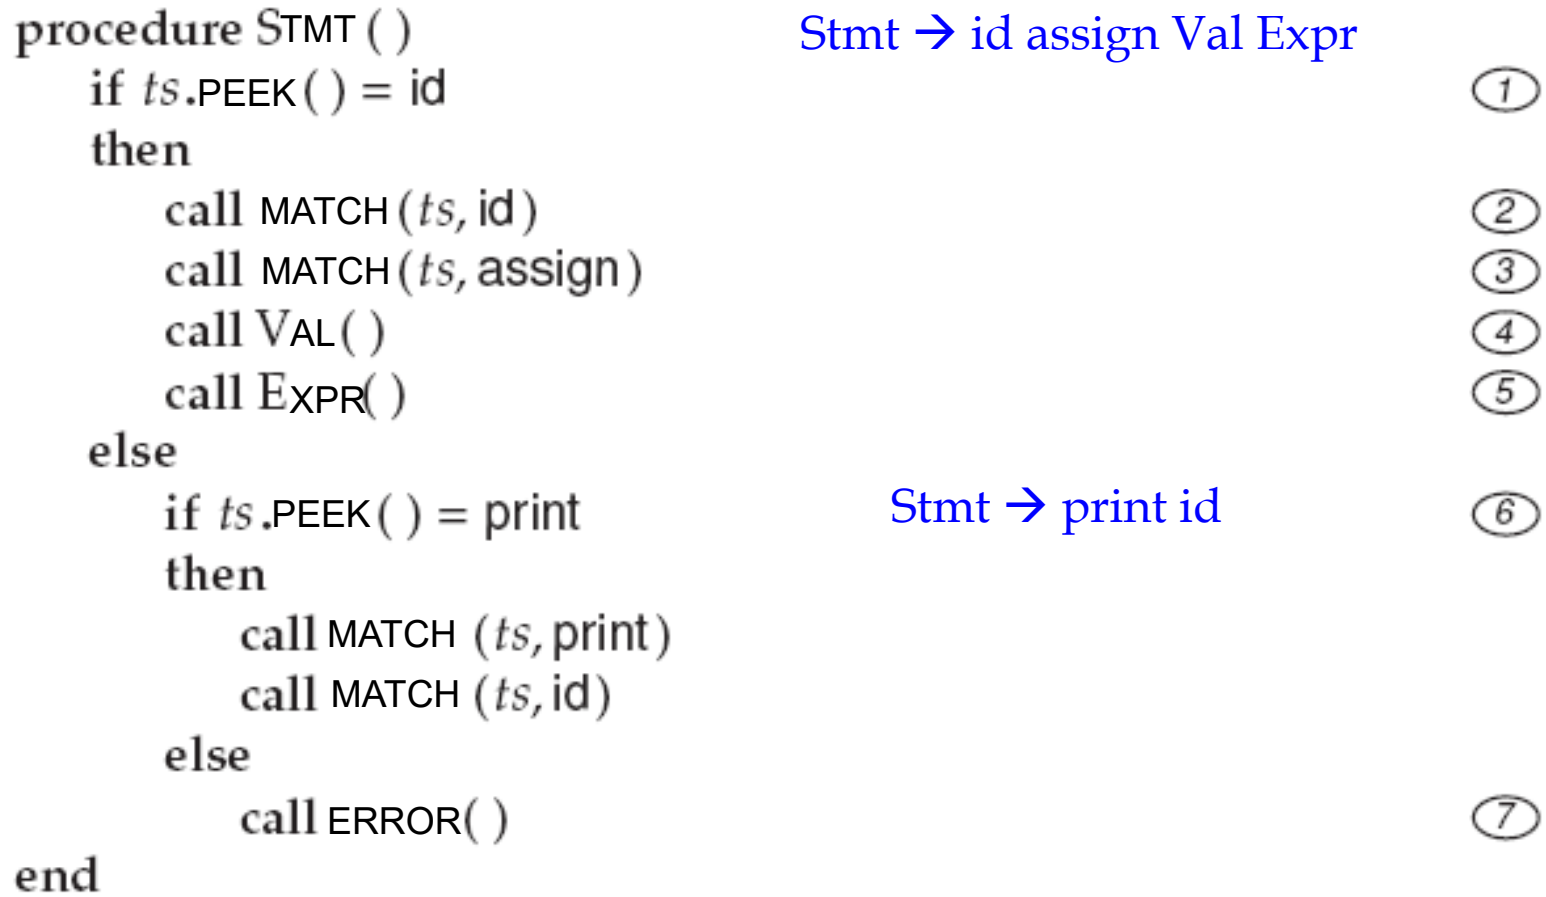 procedure STMT ( ) Stmt → id assign Val Expr
if ts.PEEK ( ) = id 1
then
call MATCH (ts, id) 2
call MATCH (ts, assign) 3
call VAL ( ) 4
call EXPR( ) 5
else
if ts.PEEK ( ) = print Stmt → print id 6
then
call MATCH (ts, print)
call MATCH (ts, id)
else
call ERROR( ) 7
end